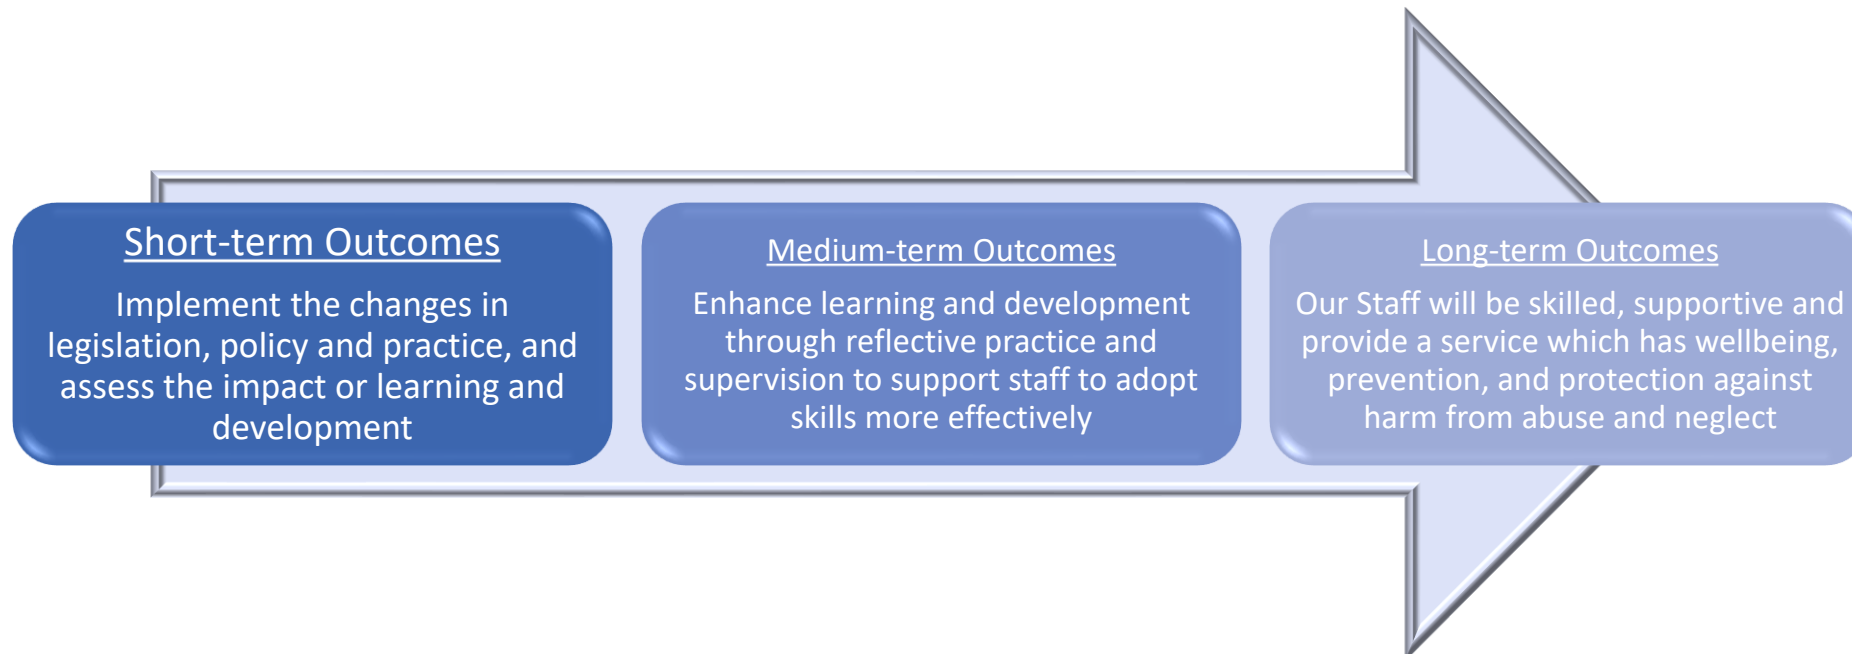 Short-term Outcomes
Implement the changes in
legislation, policy and practice, and
assess the impact or learning and
development
Medium-term Outcomes
Enhance learning and development
through reflective practice and
supervision to support staff to adopt
skills more effectively
Long-term Outcomes
Our Staff will be skilled, supportive and
provide a service which has wellbeing,
prevention, and protection against
harm from abuse and neglect